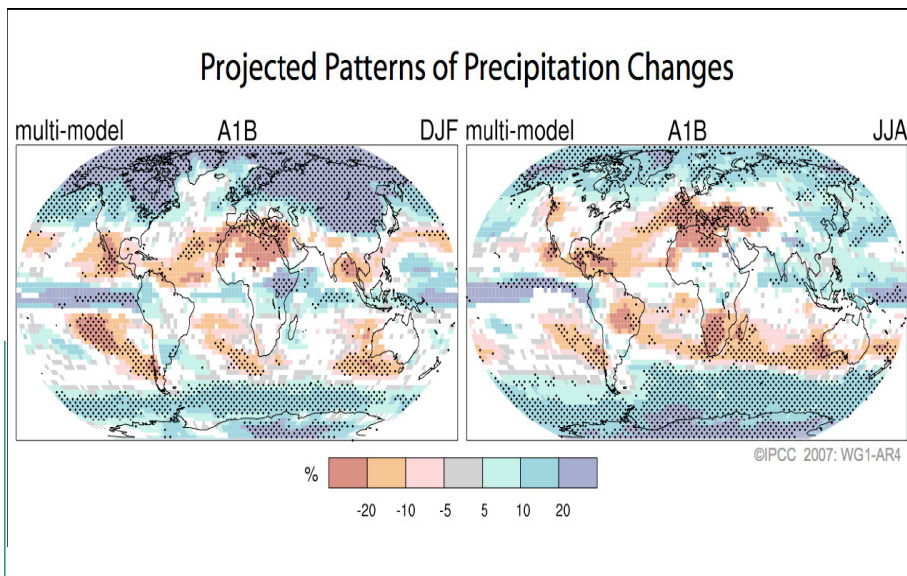 Projected Patterns of Precipitation Changes
multi-model A1B DJF multi-model A1B JJA
©IPCC 2007: WG1-AR4
%
-20 -10 -5 5 10 20